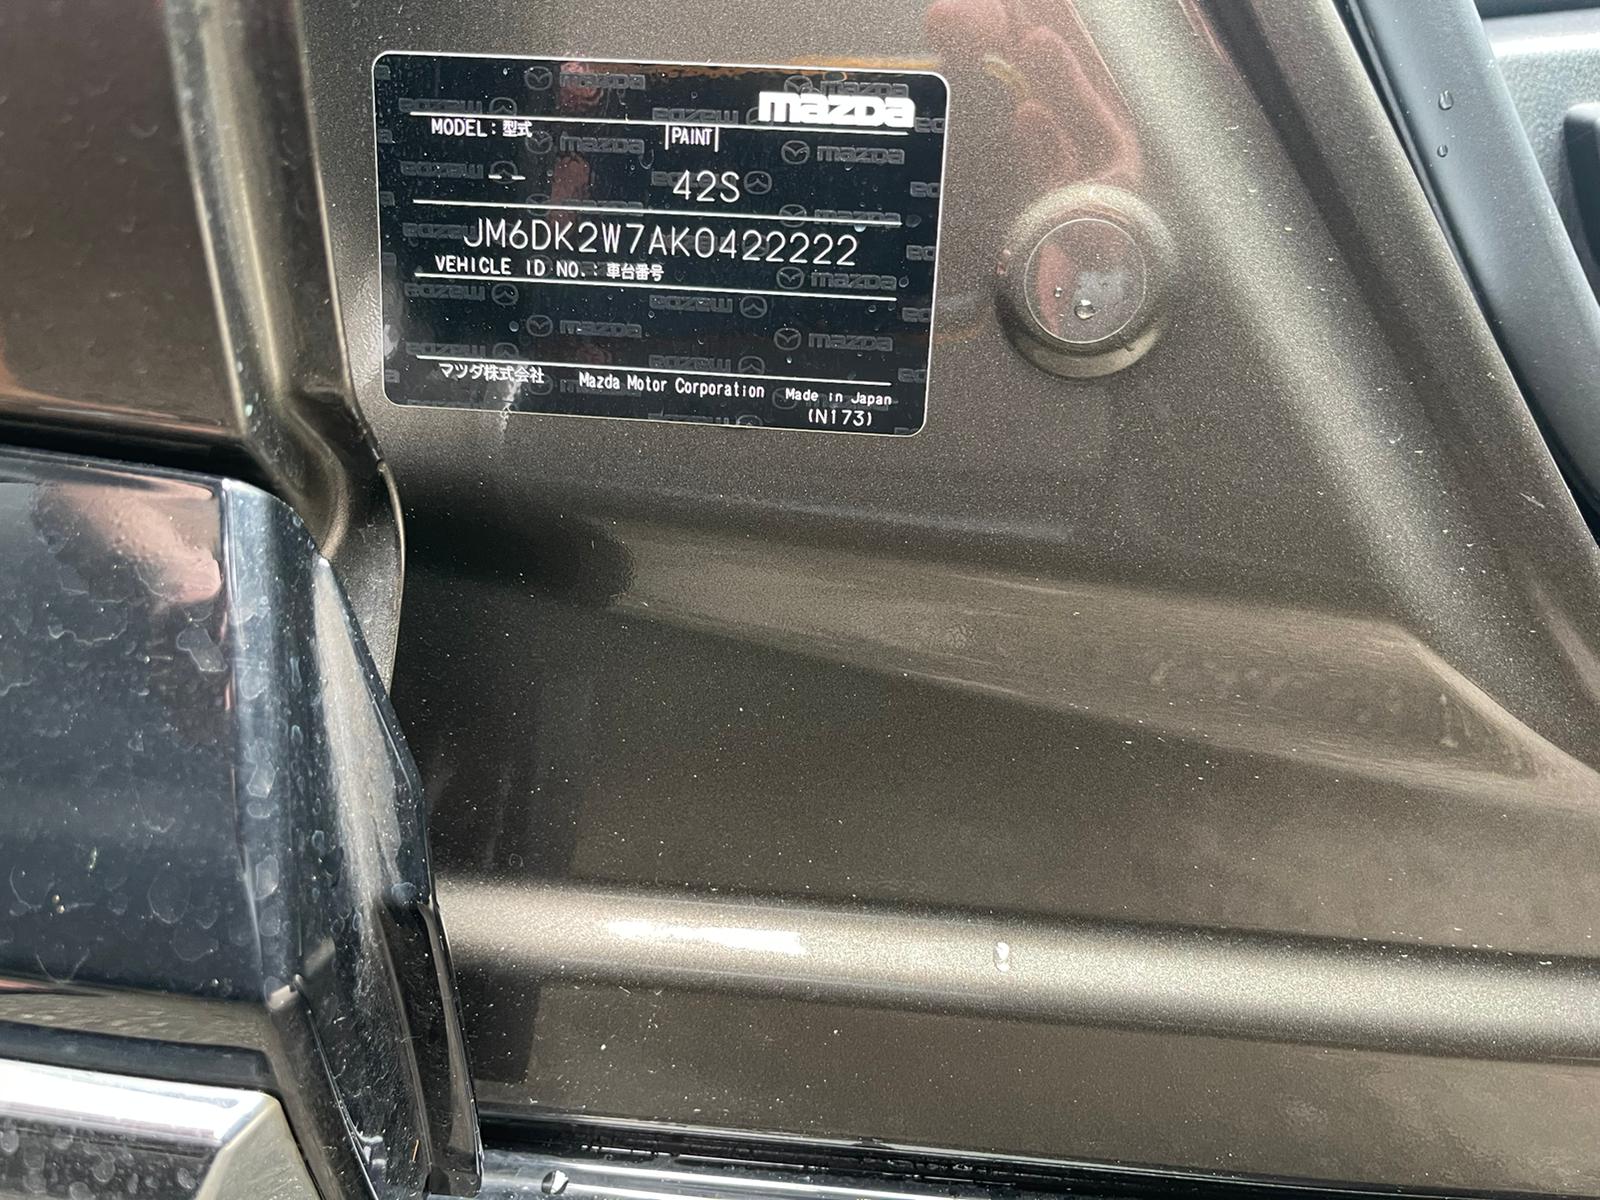 mazda
MODEL:型式
PAINT
-- 42S
JM6DK2W7AK0422222
VEHICLE ID NO.:車台番号
マツダ株式会社 Mazda Motor Corporation Made in Japan
(N173)